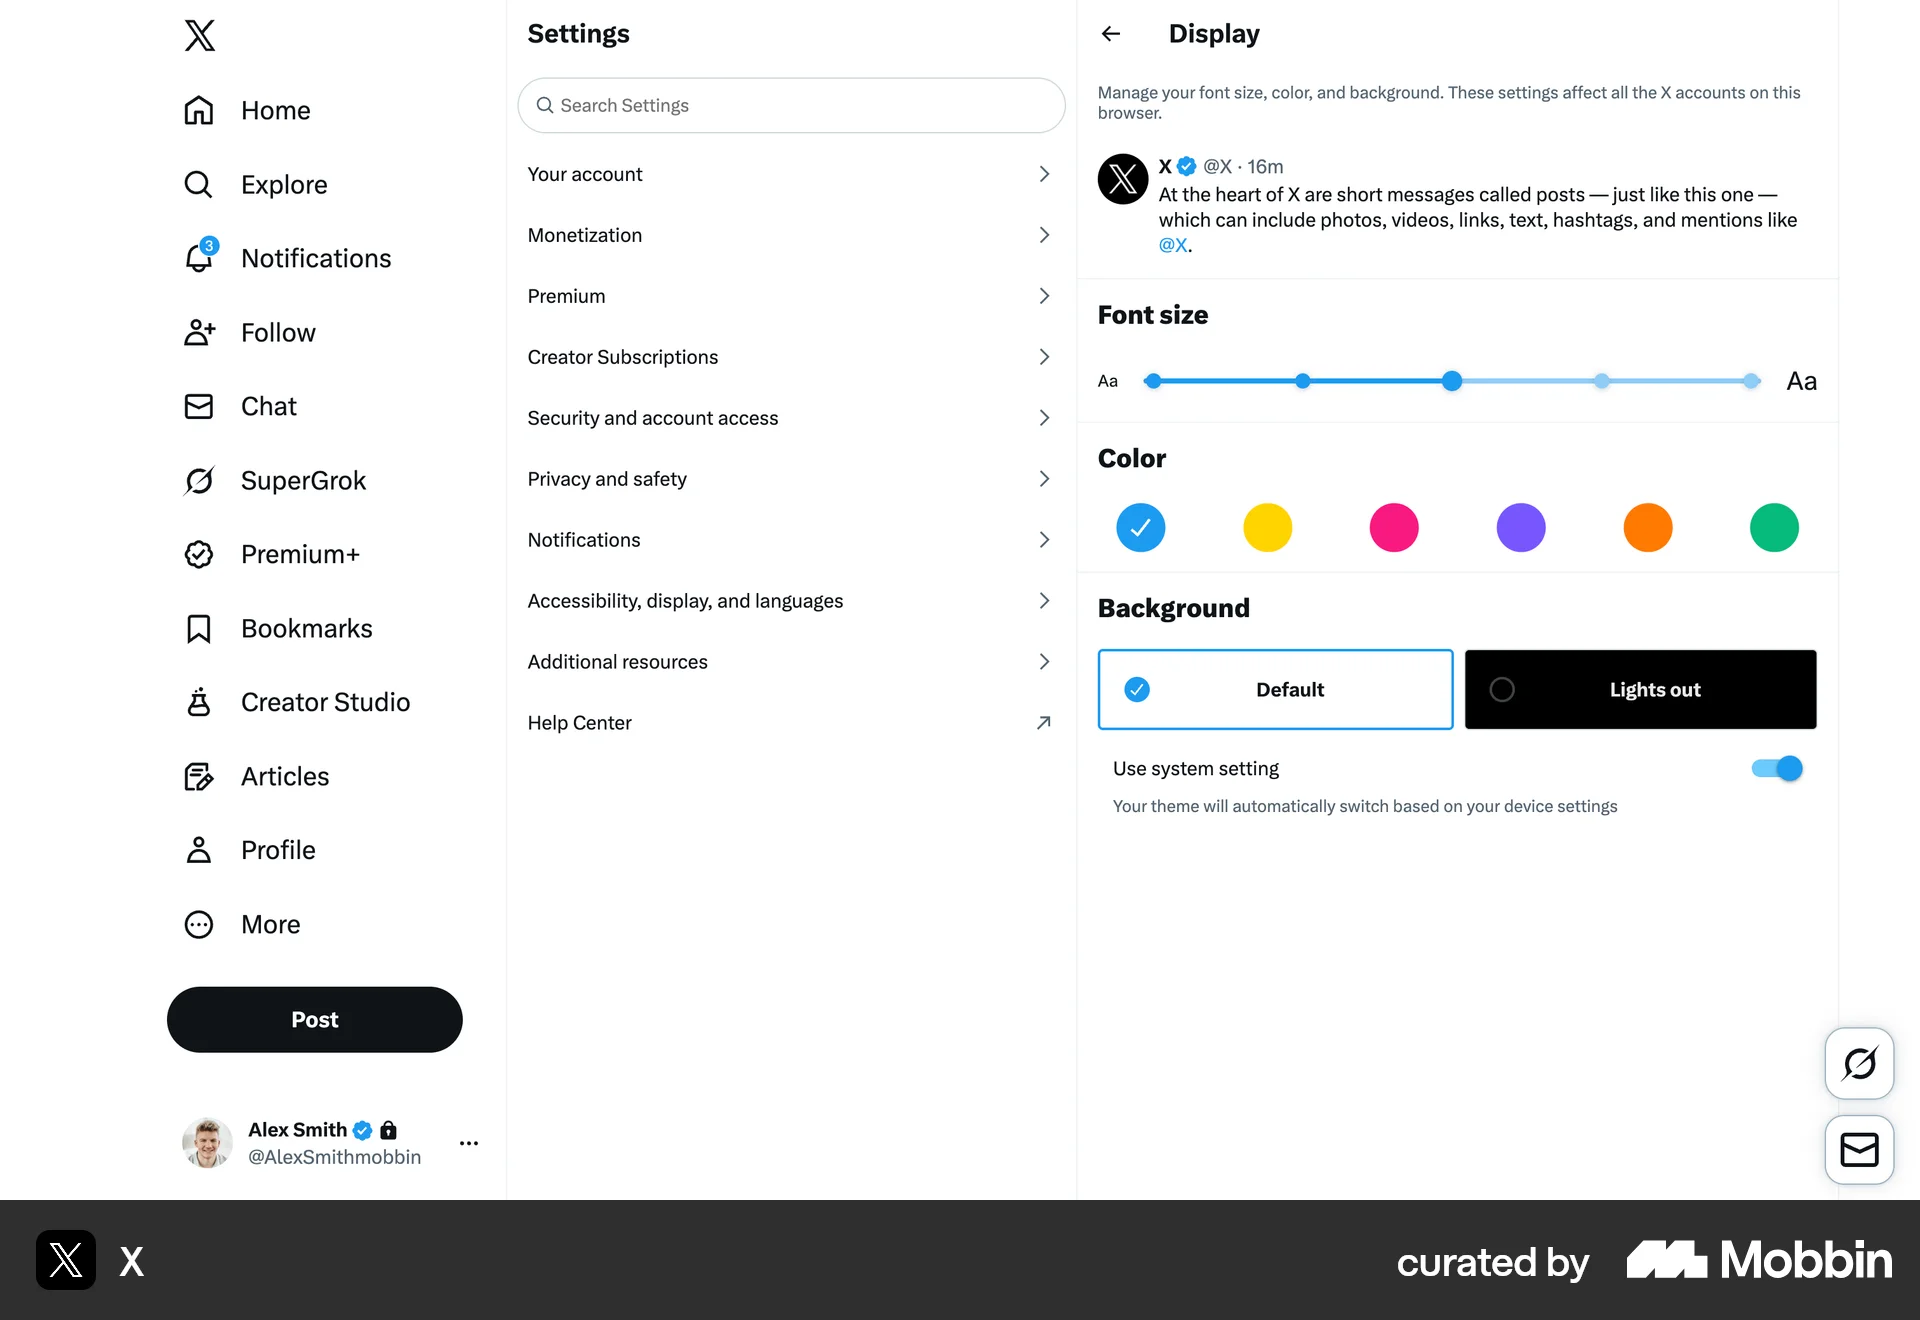 Home
Explore
3
Notifications
Follow
Chat
SuperGrok
Premium+
Bookmarks
Creator Studio
Articles
Profile
More
Post
Alex Smith
@AlexSmithmobbin
Settings
Search Settings
Your account
Monetization
Premium
Creator Subscriptions
Security and account access
Privacy and safety
Notifications
Accessibility, display, and languages
Additional resources
Help Center
Display
Manage your font size, color, and background. These settings affect all the X accounts on this
browser.
X @X · 16m
At the heart of X are short messages called posts — just like this one —
which can include photos, videos, links, text, hashtags, and mentions like
@X.
Font size
Aa
Aa
Color
Background
Default
Lights out
Use system setting
Your theme will automatically switch based on your device settings
X
curated by Mobbin